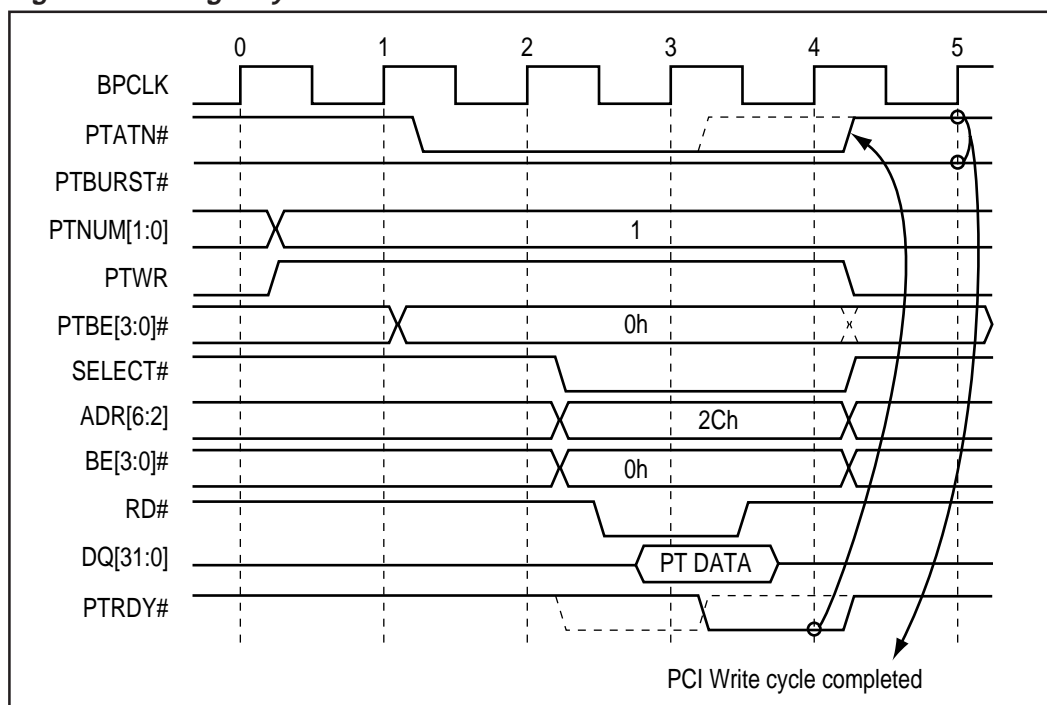 0 1 2 3 4 5
BPCLK
PTATN#
PTBURST#
PTNUM[1:0] 1
PTWR
PTBE[3:0]# 0h
SELECT#
ADR[6:2] 2Ch
BE[3:0]# 0h
RD#
DQ[31:0] PT DATA
PTRDY#
PCI Write cycle completed